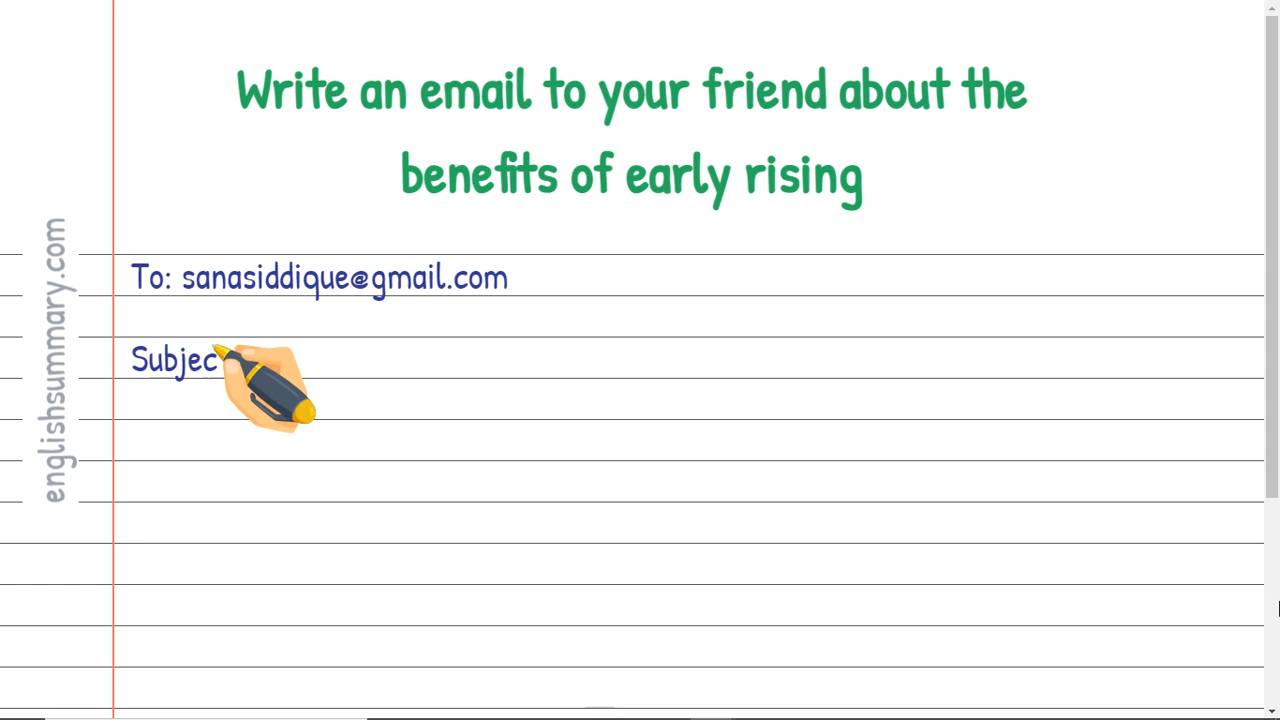 Write an email to your friend about the
benefits of early rising
englishsummary.com
To: sanasiddique@gmail.com
Subjec